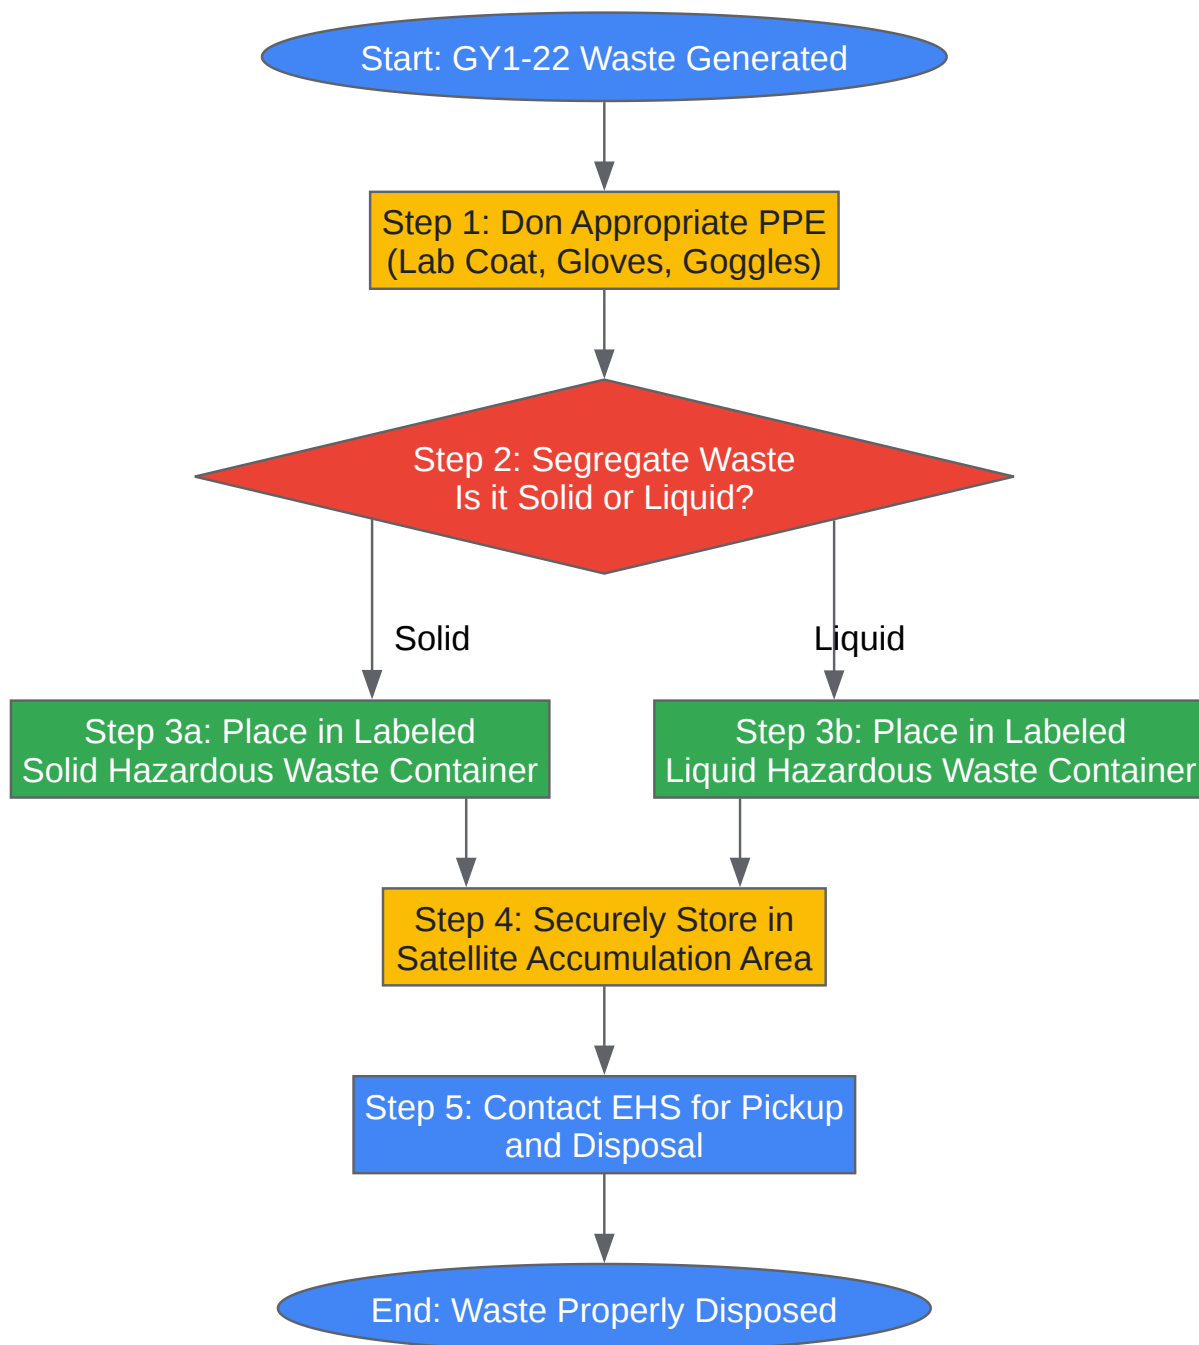 Start: GY1-22 Waste Generated
Step 1: Don Appropriate PPE
(Lab Coat, Gloves, Goggles)
Step 2: Segregate Waste
Is it Solid or Liquid?
Solid
Liquid
Step 3a: Place in Labeled
Solid Hazardous Waste Container
Step 3b: Place in Labeled
Liquid Hazardous Waste Container
Step 4: Securely Store in
Satellite Accumulation Area
Step 5: Contact EHS for Pickup
and Disposal
End: Waste Properly Disposed